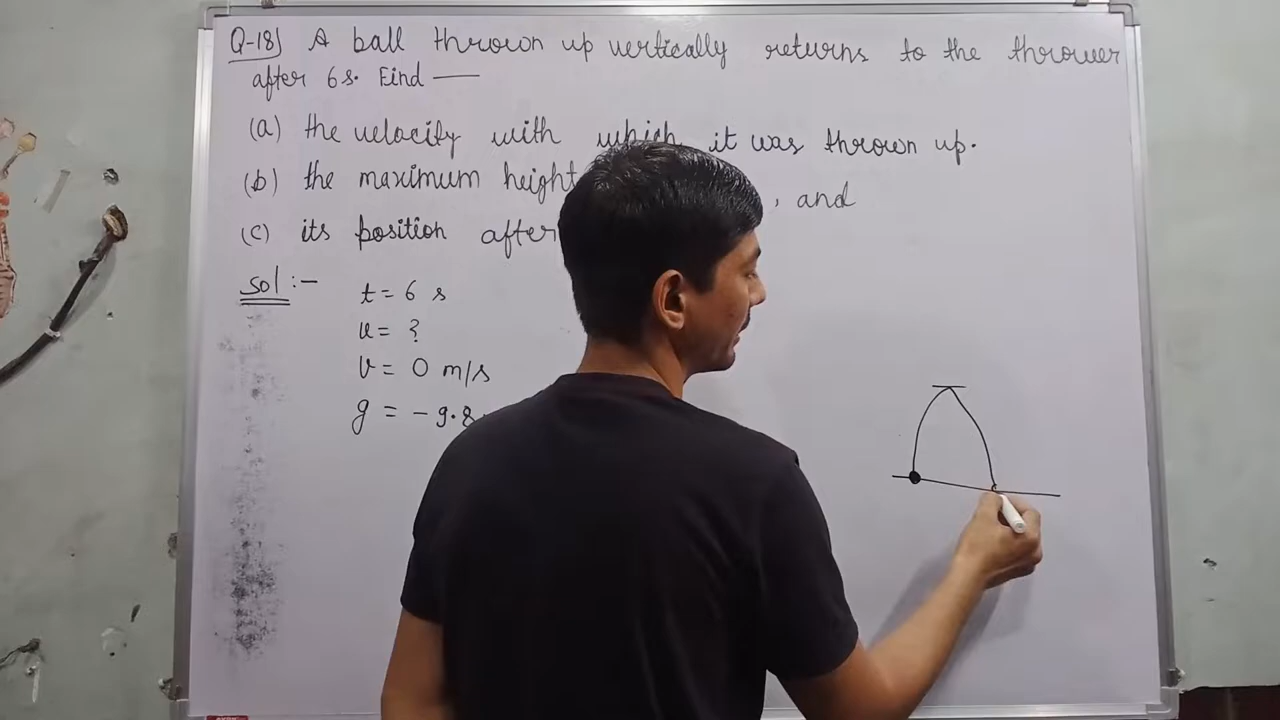 Q-18) A ball thrown up vertically returns to the thrower
after 6s. Find —
(a) the velocity with which it was thrown up.
(b) the maximum height , and
(c) its position after
Sol :-
t = 6 s
u = ?
v = 0 m/s
g = - 9.8